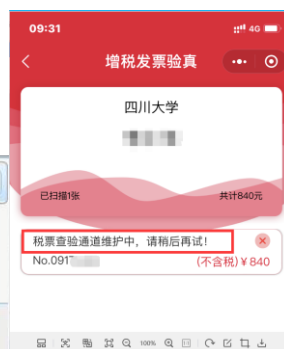 09:31
4G
增税发票验真
四川大学
已扫描1张
共计840元
税票查验通道维护中，请稍后再试！
No.091
(不含税)￥840
100%